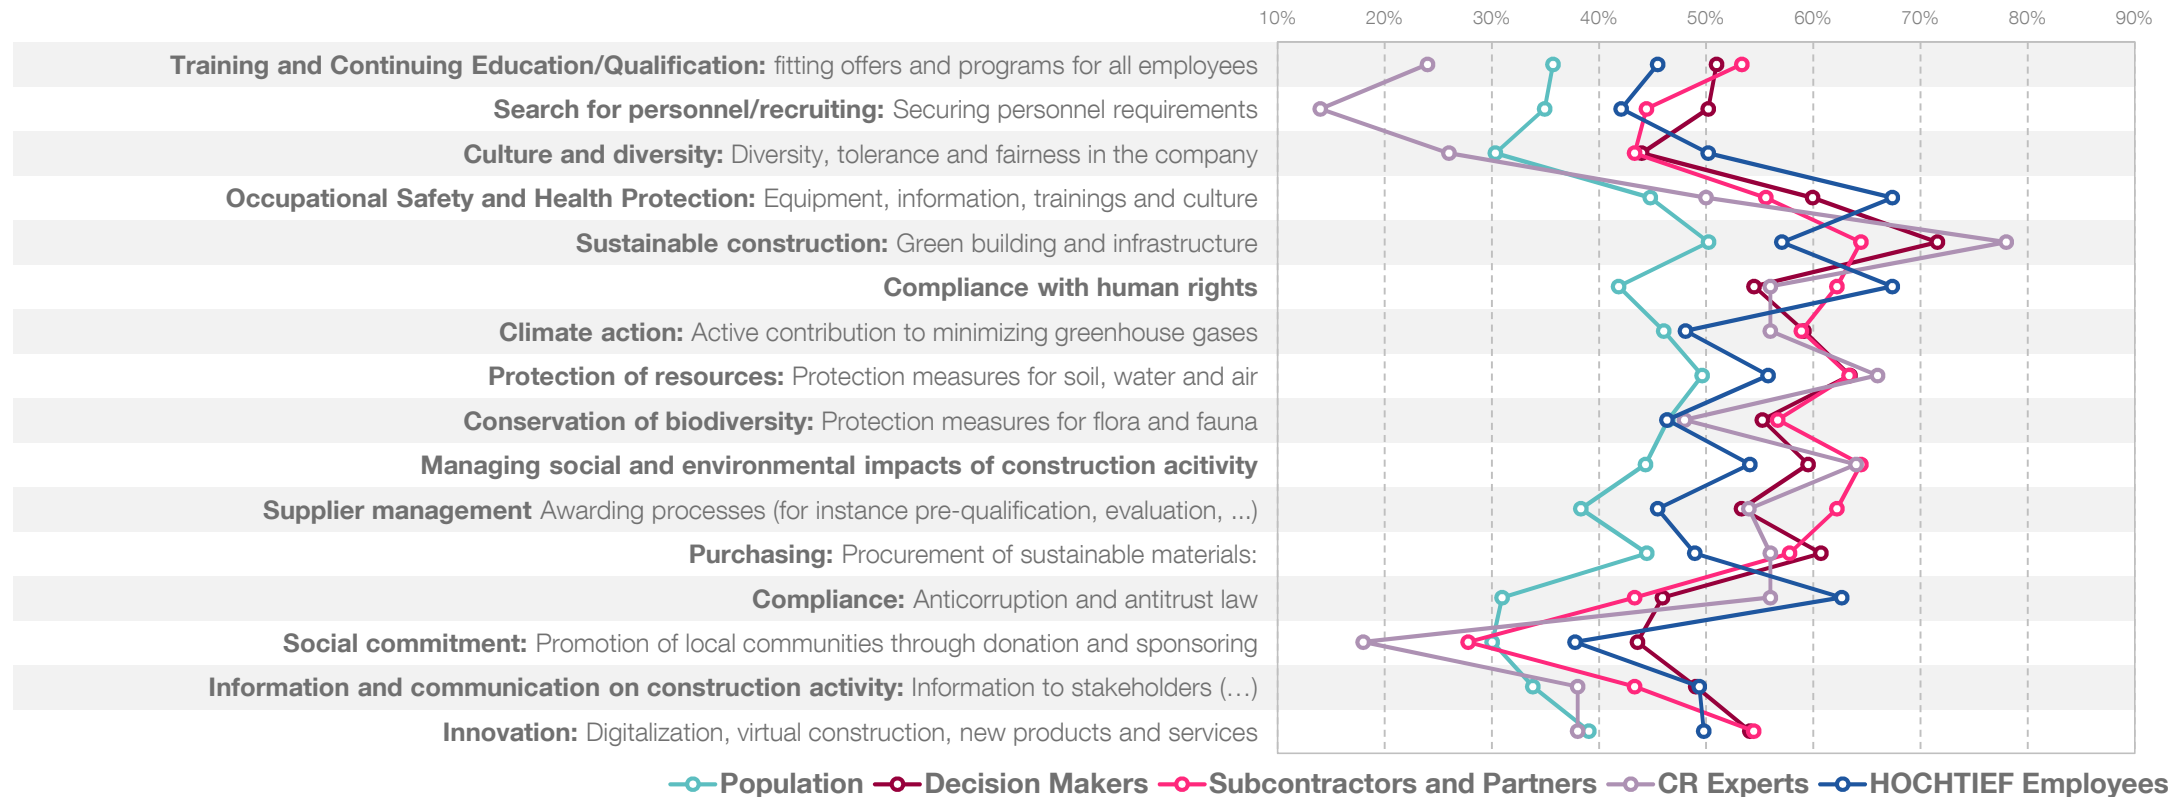 10% 20% 30% 40% 50% 60% 70% 80% 90%
Training and Continuing Education/Qualification: fitting offers and programs for all employees
Search for personnel/recruiting: Securing personnel requirements
Culture and diversity: Diversity, tolerance and fairness in the company
Occupational Safety and Health Protection: Equipment, information, trainings and culture
Sustainable construction: Green building and infrastructure
Compliance with human rights
Climate action: Active contribution to minimizing greenhouse gases
Protection of resources: Protection measures for soil, water and air
Conservation of biodiversity: Protection measures for flora and fauna
Managing social and environmental impacts of construction acitivity
Supplier management Awarding processes (for instance pre-qualification, evaluation, ...)
Purchasing: Procurement of sustainable materials:
Compliance: Anticorruption and antitrust law
Social commitment: Promotion of local communities through donation and sponsoring
Information and communication on construction activity: Information to stakeholders (…)
Innovation: Digitalization, virtual construction, new products and services
Population Decision Makers Subcontractors and Partners CR Experts HOCHTIEF Employees